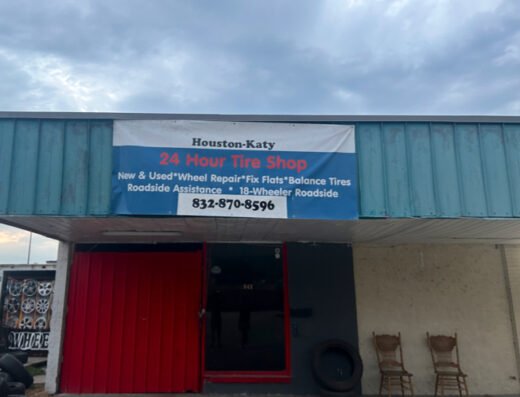 Houston-Katy
24 Hour Tire Shop
New & Used*Wheel Repair*Fix Flats*Balance Tires
Roadside Assistance * 18-Wheeler Roadside
832-870-8596